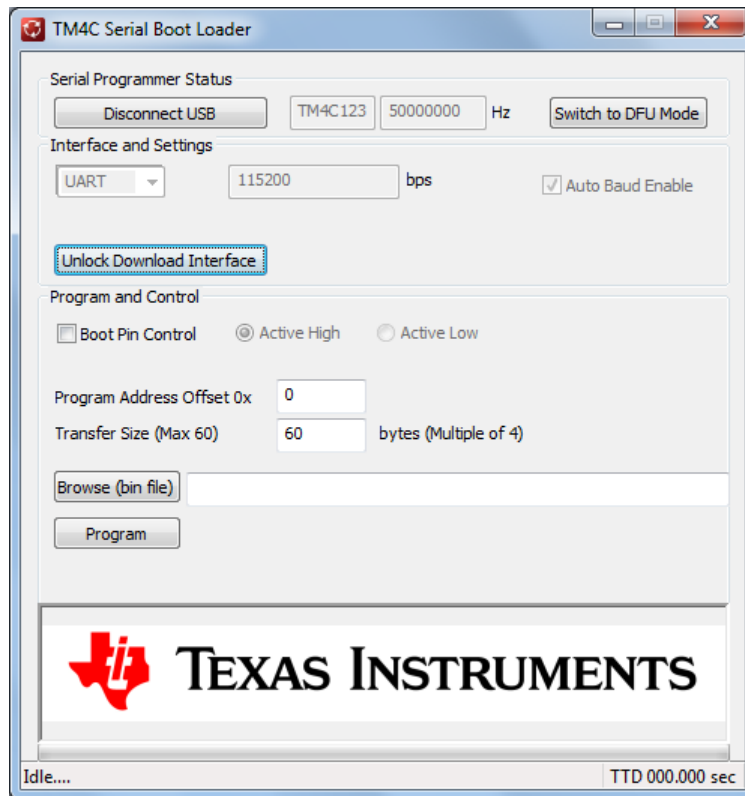 TM4C Serial Boot Loader
Serial Programmer Status
Disconnect USB TM4C123 50000000 Hz Switch to DFU Mode
Interface and Settings
UART 115200 bps Auto Baud Enable
Unlock Download Interface
Program and Control
Boot Pin Control Active High Active Low
Program Address Offset 0x 0
Transfer Size (Max 60) 60 bytes (Multiple of 4)
Browse (bin file)
Program
TEXAS INSTRUMENTS
Idle.... TTD 000.000 sec